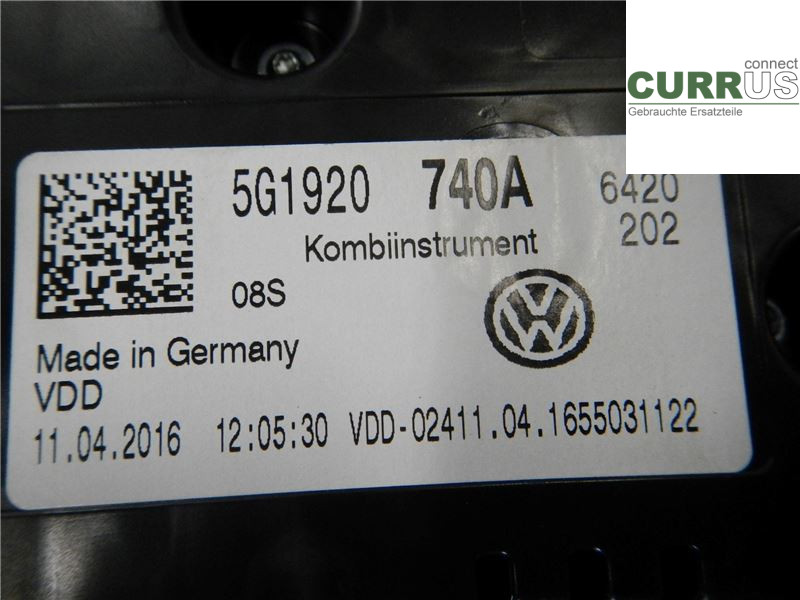 connect
CURRUS
Gebrauchte Ersatzteile
5G1920 740A 6420
Kombiinstrument 202
08S
Made in Germany
VDD
11.04.2016 12:05:30 VDD-02411.04.1655031122